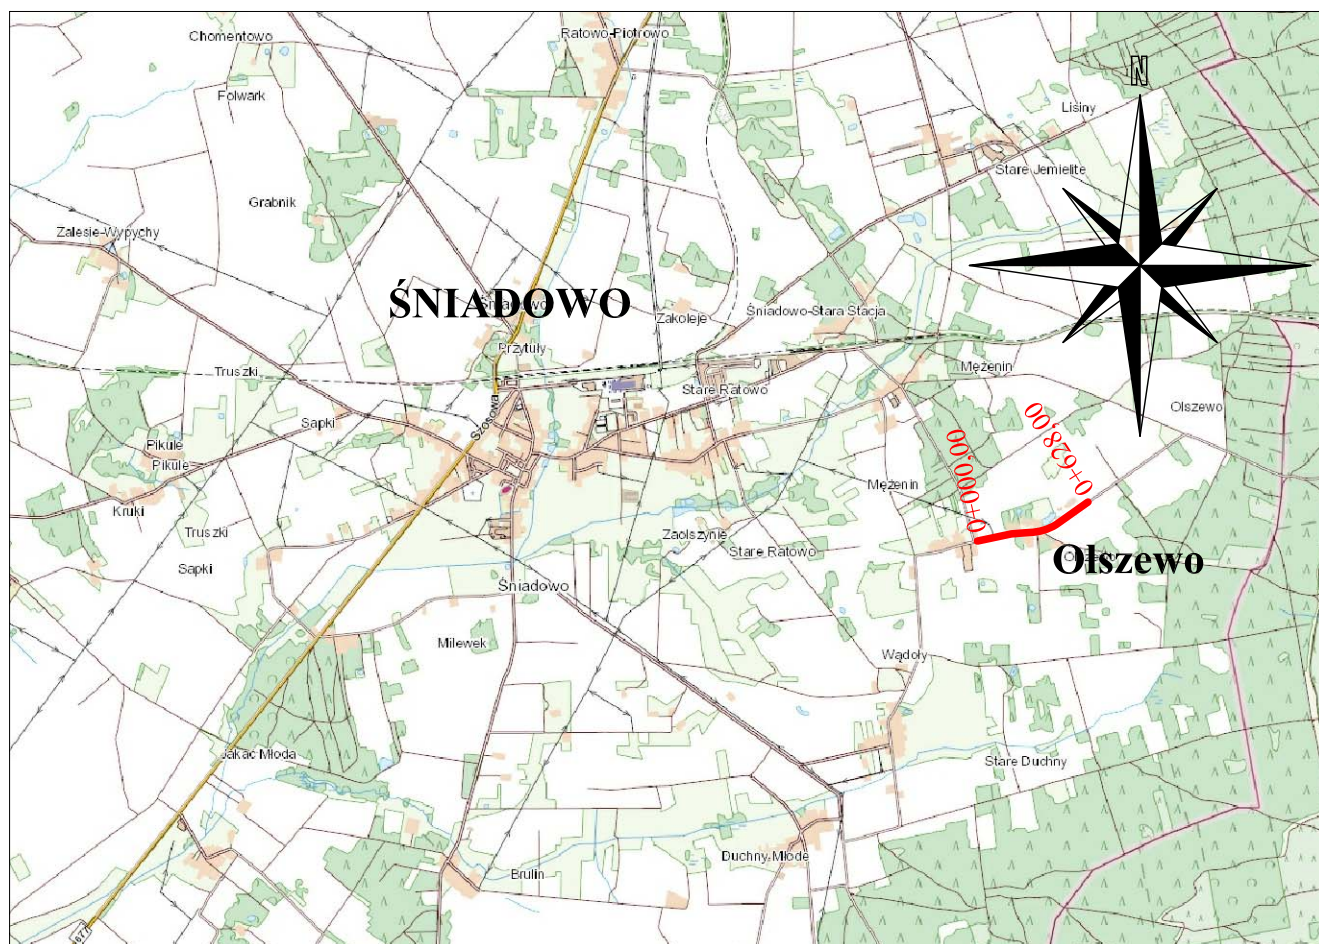 Chomentowo
Ratowo-Piotrowo
N
Folwark
Lisiny
Stare Jemielite
Grabnik
Zalesie-Wypychy
ŚNIADOWO
Zakoleje
Śniadowo-Stara Stacja
Przytuły
Truszki
Mężenin
Stare Ratowo
Szosowa
Olszewo
Sapki
0+000,00
0+628,00
Pikule
Pikule
Mężenin
Kruki
Truszki
Zaolszynie
Stare Ratowo
Olszewo
Sapki
Śniadowo
Milewek
Wądoły
Jakać Młoda
Stare Duchny
Duchny Młode
Brulin